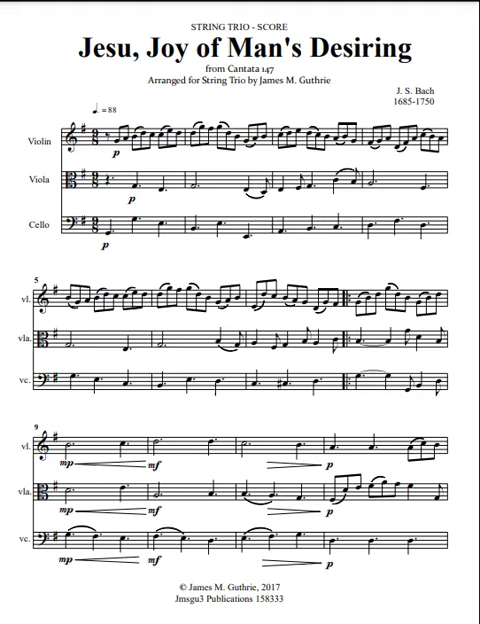 STRING TRIO - SCORE
Jesu, Joy of Man's Desiring
from Cantata 147
Arranged for String Trio by James M. Guthrie
J. S. Bach
1685-1750
♩. = 88
Violin
p
Viola
p
Cello
p
5
vl.
vla.
vc.
9
vl.
mp mf p
vla.
mp mf p
vc.
mp mf p
© James M. Guthrie, 2017
Jmsgu3 Publications 158333